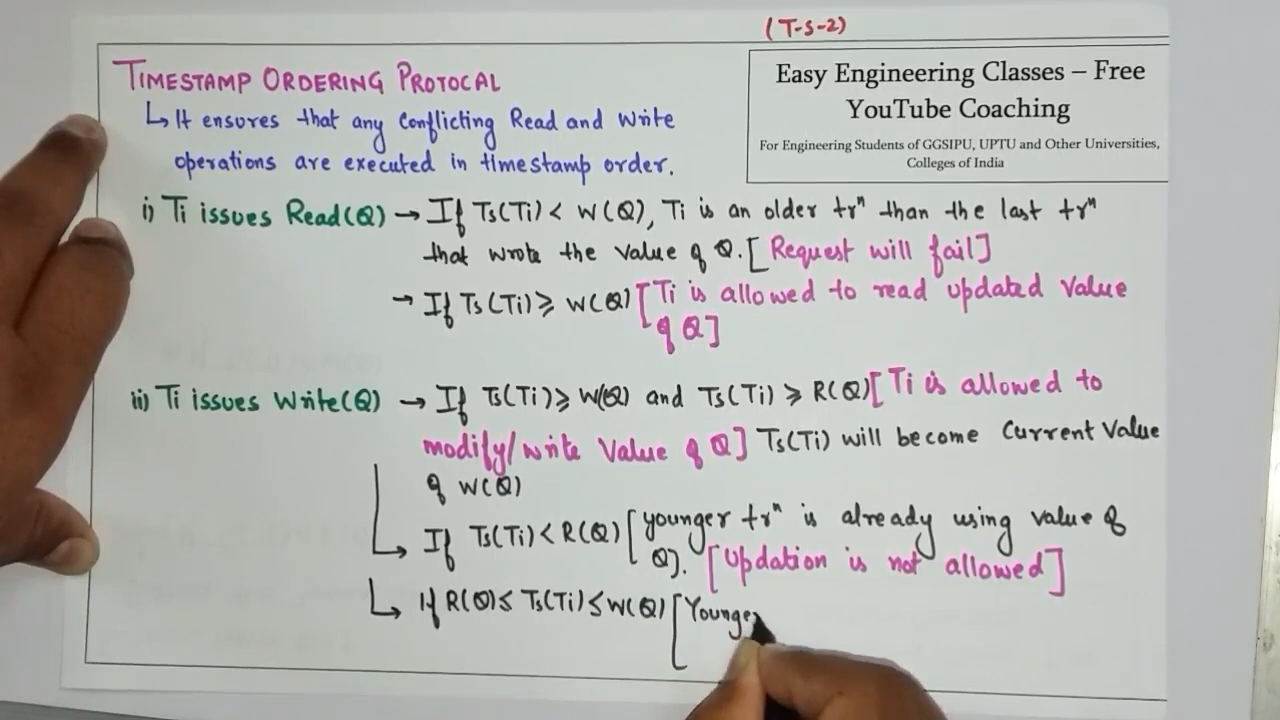 (T-S-2)
TIMESTAMP ORDERING PROTOCAL
Easy Engineering Classes – Free
YouTube Coaching
For Engineering Students of GGSIPU, UPTU and Other Universities,
Colleges of India
↳ It ensures that any Conflicting Read and Write
operations are executed in timestamp order.
i) Ti issues Read(Q) → If Ts(Ti) < W(Q), Ti is an older trⁿ than the last trⁿ
that wrote the value of Q. [Request will fail]
→ If Ts(Ti) ≥ W(Q) [Ti is allowed to read updated value
of Q]
ii) Ti issues Write(Q) → If Ts(Ti) ≥ W(Q) and Ts(Ti) ≥ R(Q) [Ti is allowed to
modify/write Value of Q] Ts(Ti) will become Current Value
of W(Q)
↳ If Ts(Ti) < R(Q) [younger trⁿ is already using value of
Q]. [Updation is not allowed]
↳ If R(Q) ≤ Ts(Ti) ≤ W(Q) [Younger